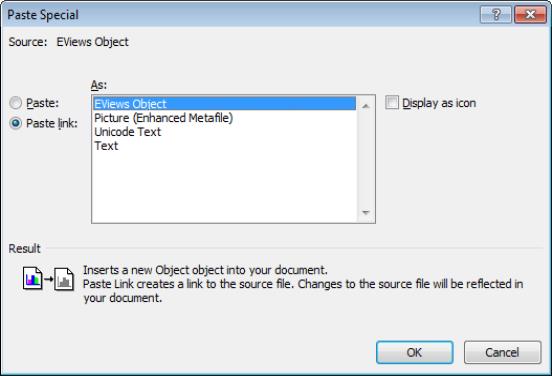 Paste Special
Source: EViews Object
As:
Paste:
Paste link:
EViews Object
Picture (Enhanced Metafile)
Unicode Text
Text
Display as icon
Result
Inserts a new Object object into your document.
Paste Link creates a link to the source file. Changes to the source file will be reflected in
your document.
OK
Cancel